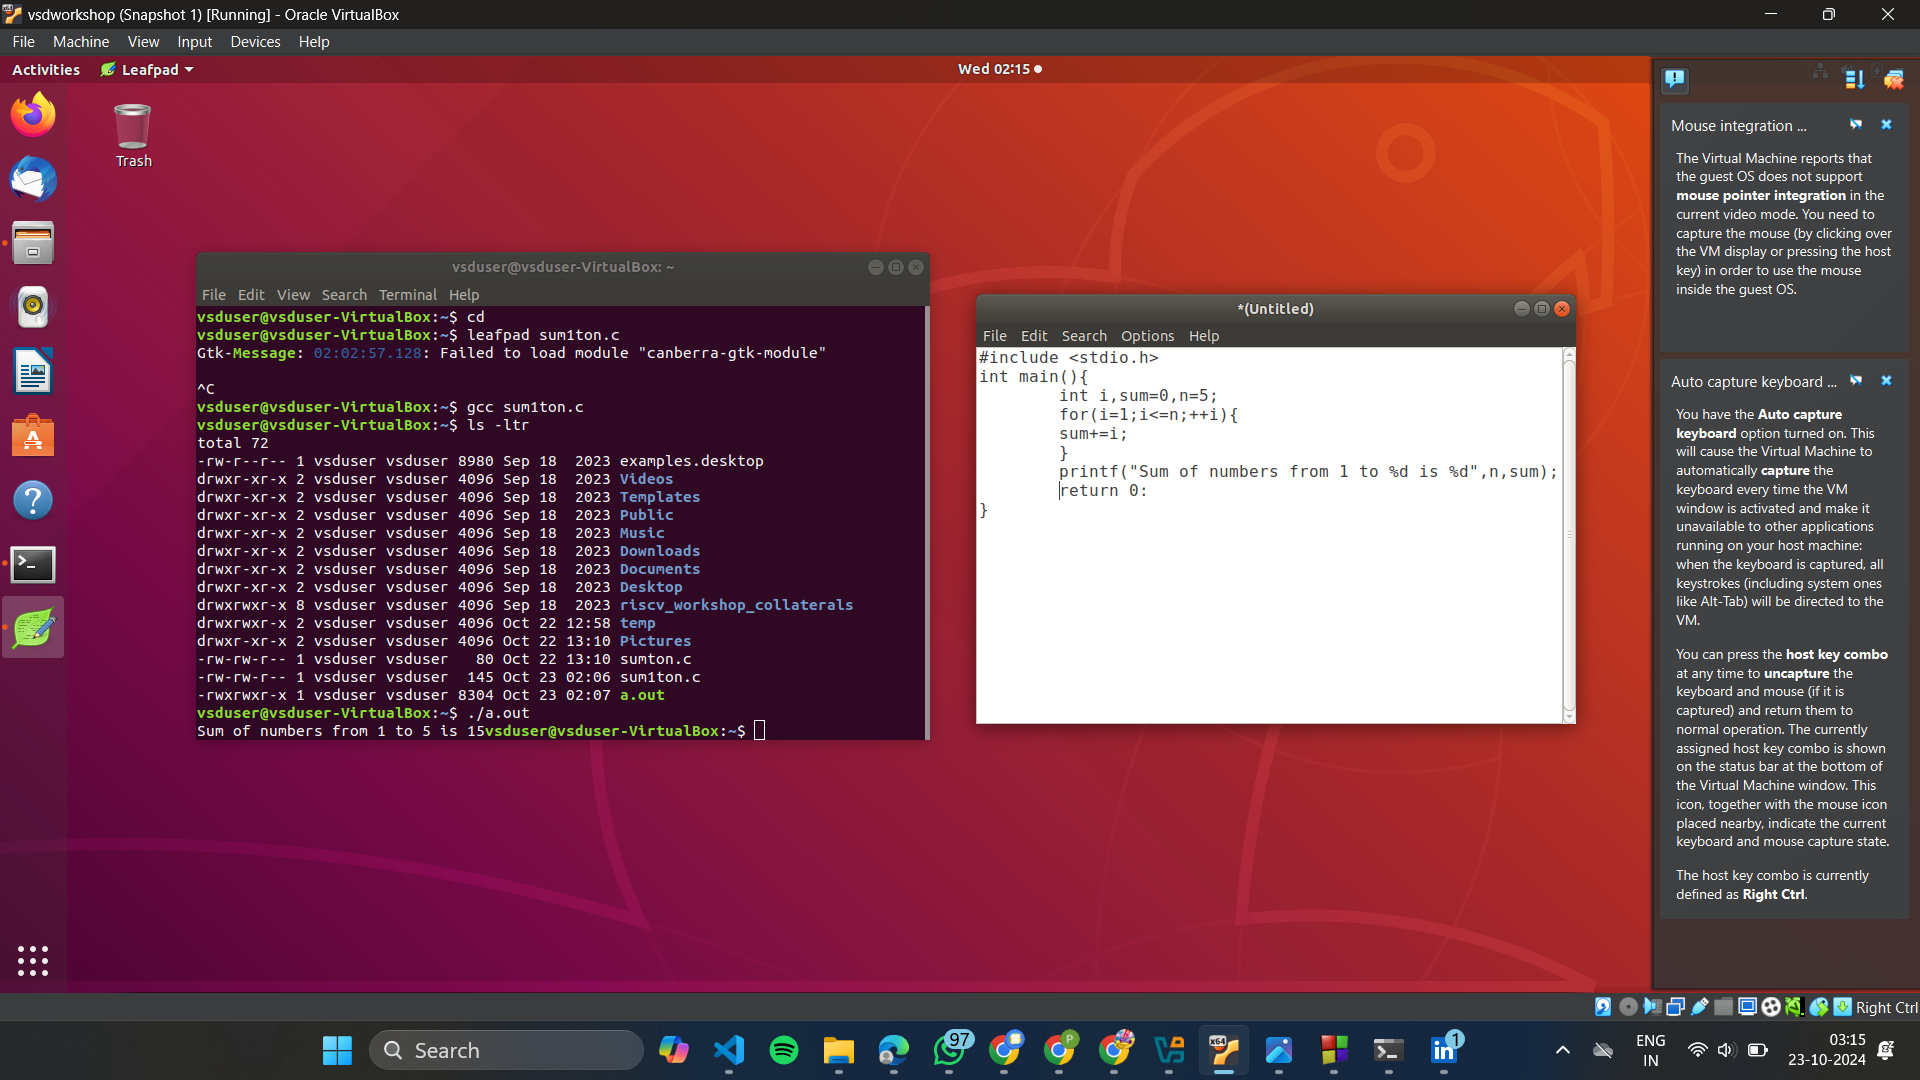 vsdworkshop (Snapshot 1) [Running] - Oracle VirtualBox
File Machine View Input Devices Help
Activities Leafpad Wed 02:15
Trash
vsduser@vsduser-VirtualBox: ~
File Edit View Search Terminal Help
vsduser@vsduser-VirtualBox:~$ cd
vsduser@vsduser-VirtualBox:~$ leafpad sum1ton.c
Gtk-Message: 02:02:57.128: Failed to load module "canberra-gtk-module"
^C
vsduser@vsduser-VirtualBox:~$ gcc sum1ton.c
vsduser@vsduser-VirtualBox:~$ ls -ltr
total 72
-rw-r--r-- 1 vsduser vsduser 8980 Sep 18  2023 examples.desktop
drwxr-xr-x 2 vsduser vsduser 4096 Sep 18  2023 Videos
drwxr-xr-x 2 vsduser vsduser 4096 Sep 18  2023 Templates
drwxr-xr-x 2 vsduser vsduser 4096 Sep 18  2023 Public
drwxr-xr-x 2 vsduser vsduser 4096 Sep 18  2023 Music
drwxr-xr-x 2 vsduser vsduser 4096 Sep 18  2023 Downloads
drwxr-xr-x 2 vsduser vsduser 4096 Sep 18  2023 Documents
drwxr-xr-x 2 vsduser vsduser 4096 Sep 18  2023 Desktop
drwxrwxr-x 8 vsduser vsduser 4096 Sep 18  2023 riscv_workshop_collaterals
drwxrwxr-x 2 vsduser vsduser 4096 Oct 22 12:58 temp
drwxr-xr-x 2 vsduser vsduser 4096 Oct 22 13:10 Pictures
-rw-rw-r-- 1 vsduser vsduser   80 Oct 22 13:10 sumton.c
-rw-rw-r-- 1 vsduser vsduser  145 Oct 23 02:06 sum1ton.c
-rwxrwxr-x 1 vsduser vsduser 8304 Oct 23 02:07 a.out
vsduser@vsduser-VirtualBox:~$ ./a.out
Sum of numbers from 1 to 5 is 15vsduser@vsduser-VirtualBox:~$
*(Untitled)
File Edit Search Options Help
#include <stdio.h>
int main(){
int i,sum=0,n=5;
for(i=1;i<=n;++i){
sum+=i;
}
printf("Sum of numbers from 1 to %d is %d",n,sum);
return 0:
}
Mouse integration ...
The Virtual Machine reports that
the guest OS does not support
mouse pointer integration in the
current video mode. You need to
capture the mouse (by clicking over
the VM display or pressing the host
key) in order to use the mouse
inside the guest OS.
Auto capture keyboard ...
You have the Auto capture
keyboard option turned on. This
will cause the Virtual Machine to
automatically capture the
keyboard every time the VM
window is activated and make it
unavailable to other applications
running on your host machine:
when the keyboard is captured, all
keystrokes (including system ones
like Alt-Tab) will be directed to the
VM.
You can press the host key combo
at any time to uncapture the
keyboard and mouse (if it is
captured) and return them to
normal operation. The currently
assigned host key combo is shown
on the status bar at the bottom of
the Virtual Machine window. This
icon, together with the mouse icon
placed nearby, indicate the current
keyboard and mouse capture state.
The host key combo is currently
defined as Right Ctrl.
Right Ctrl
Search
97
P
x64
in
1
ENG
IN
03:15
23-10-2024